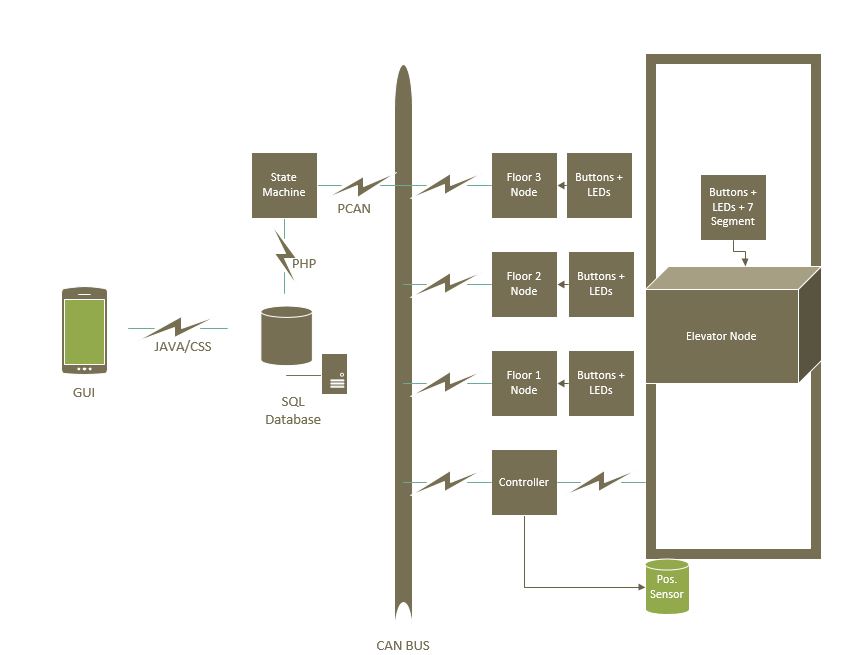 State
Machine
PCAN
PHP
JAVA/CSS
GUI
SQL
Database
CAN BUS
Floor 3
Node
Buttons +
LEDs
Floor 2
Node
Buttons +
LEDs
Floor 1
Node
Buttons +
LEDs
Controller
Buttons +
LEDs + 7
Segment
Elevator Node
Pos.
Sensor